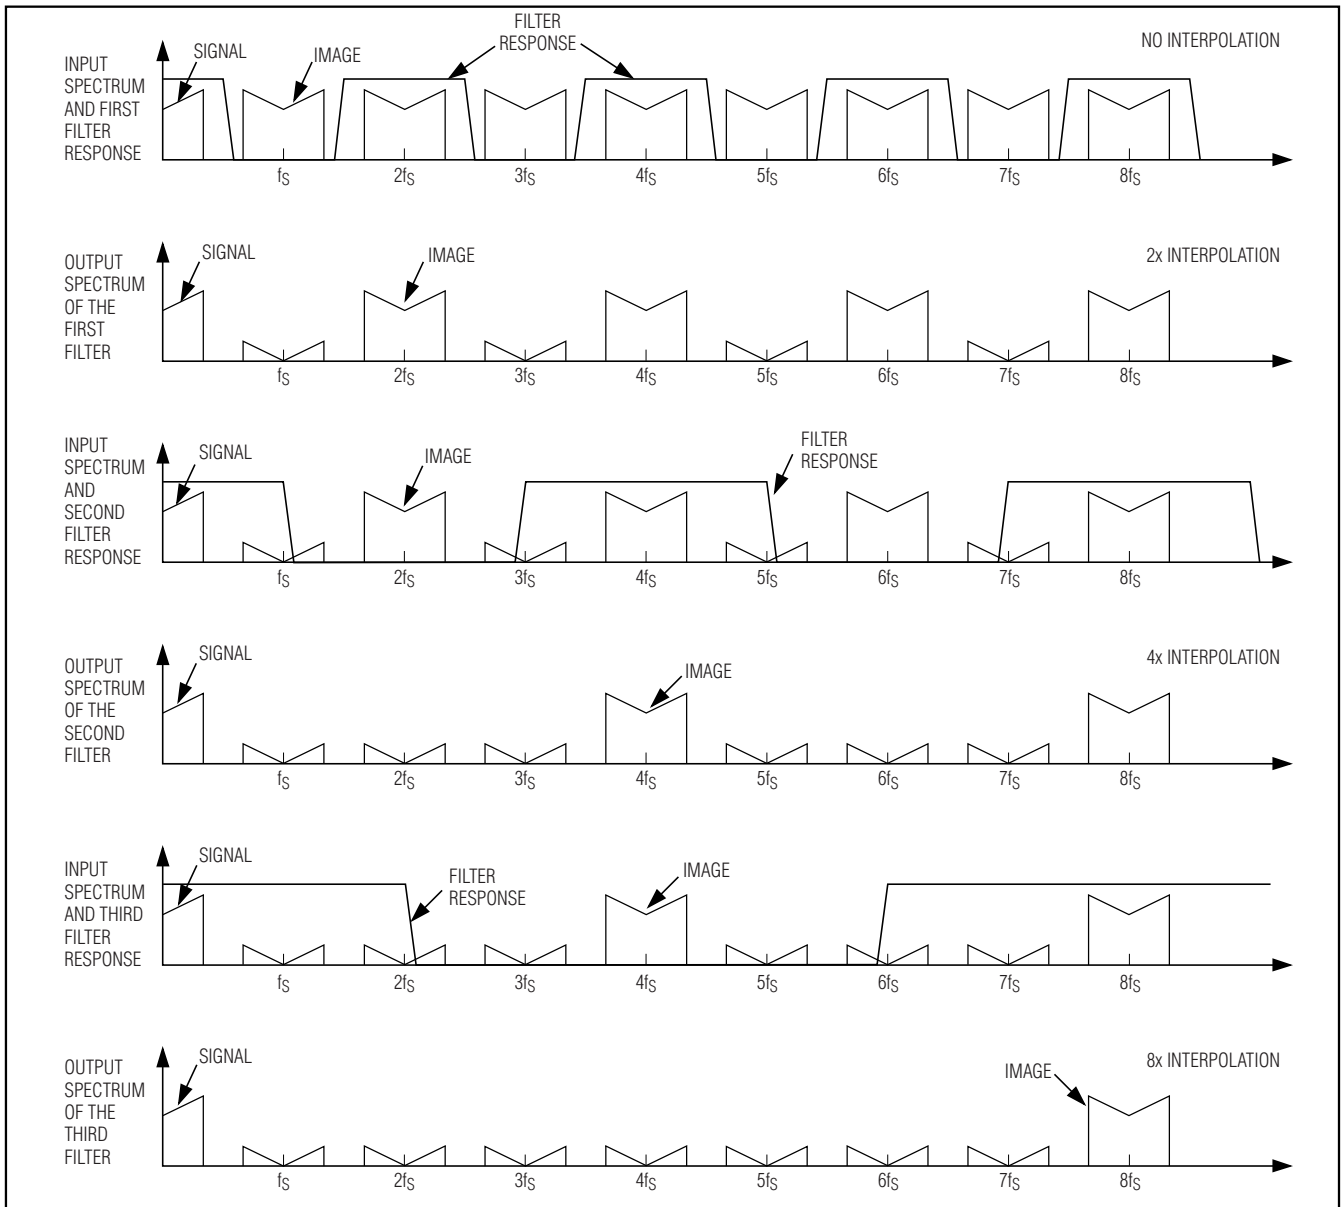 FILTER
RESPONSE
NO INTERPOLATION
SIGNAL
IMAGE
INPUT
SPECTRUM
AND FIRST
FILTER
RESPONSE
fS 2fS 3fS 4fS 5fS 6fS 7fS 8fS
SIGNAL
IMAGE
2x INTERPOLATION
OUTPUT
SPECTRUM
OF THE
FIRST
FILTER
fS 2fS 3fS 4fS 5fS 6fS 7fS 8fS
SIGNAL
IMAGE
FILTER
RESPONSE
INPUT
SPECTRUM
AND
SECOND
FILTER
RESPONSE
fS 2fS 3fS 4fS 5fS 6fS 7fS 8fS
SIGNAL
IMAGE
4x INTERPOLATION
OUTPUT
SPECTRUM
OF THE
SECOND
FILTER
fS 2fS 3fS 4fS 5fS 6fS 7fS 8fS
SIGNAL
FILTER
RESPONSE
IMAGE
INPUT
SPECTRUM
AND THIRD
FILTER
RESPONSE
fS 2fS 3fS 4fS 5fS 6fS 7fS 8fS
SIGNAL
IMAGE
8x INTERPOLATION
OUTPUT
SPECTRUM
OF THE
THIRD
FILTER
fS 2fS 3fS 4fS 5fS 6fS 7fS 8fS